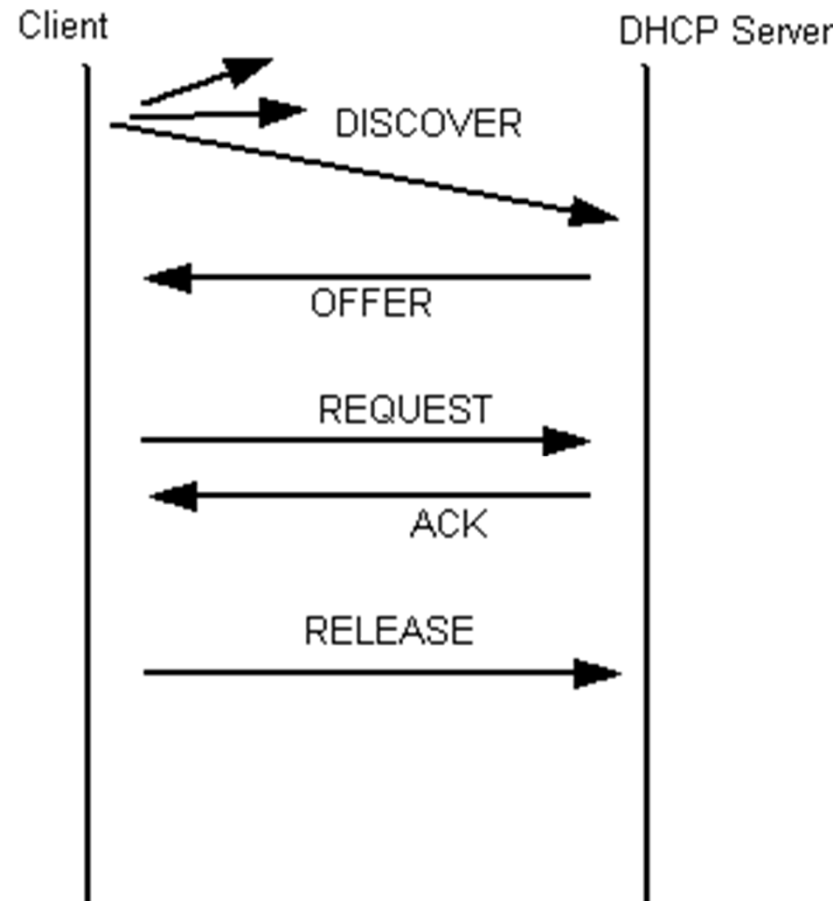 Client
DHCP Server
DISCOVER
OFFER
REQUEST
ACK
RELEASE